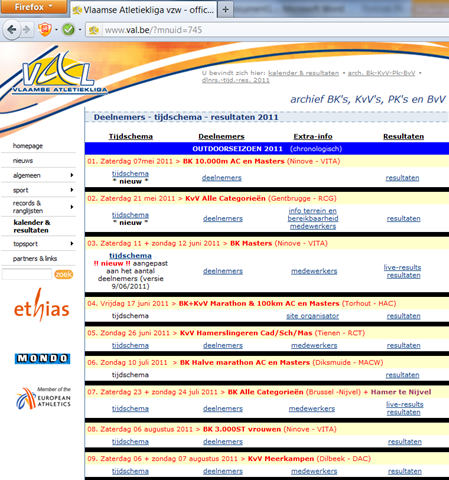 Firefox
Vlaamse Atletiekliga vzw - offic...
www.val.be/?mnuid=745
VAL
VLAAMSE ATLETIEKLIGA
U bevindt zich hier: kalender & resultaten • arch. Bk-KvV-Pk-BvV •
dlnrs.-tijd.-res. 2011
archief BK's, KvV's, PK's en BvV
homepage
nieuws
algemeen
sport
records &
ranglijsten
kalender &
resultaten
topsport
partners & links
zoek
ethias
MONDO
Member of the
EUROPEAN
ATHLETICS
Deelnemers - tijdschema - resultaten 2011
Tijdschema Deelnemers Extra-info Resultaten
OUTDOORSEIZOEN 2011 (chronologisch)
01. Zaterdag 07mei 2011 > BK 10.000m AC en Masters (Ninove - VITA)
tijdschema deelnemers resultaten
* nieuw *
02. Zaterdag 21 mei 2011 > KvV Alle Categorieën (Gentbrugge - RCG)
tijdschema deelnemers info terrein en resultaten
* nieuw * bereikbaarheid
medewerkers
03. Zaterdag 11 + zondag 12 juni 2011 > BK Masters (Ninove - VITA)
tijdschema
!! nieuw !! aangepast
aan het aantal deelnemers medewerkers live-results
deelnemers (versie resultaten
9/06/2011)
04. Vrijdag 17 juni 2011 > BK+KvV Marathon & 100km AC en Masters (Torhout - HAC)
tijdschema site organisator resultaten
05. Zondag 26 juni 2011 > KvV Hamerslingeren Cad/Sch/Mas (Tienen - RCT)
tijdschema deelnemers medewerkers resultaten
06. Zondag 10 juli 2011 > BK Halve marathon AC en Masters (Diksmuide - MACW)
tijdschema resultaten
07. Zaterdag 23 + zondag 24 juli 2011 > BK Alle Categorieën (Brussel -Nijvel) + Hamer te Nijvel
tijdschema deelnemers medewerkers live-results
resultaten
08. Zaterdag 06 augustus 2011 > BK 3.000ST vrouwen (Ninove - VITA)
tijdschema deelnemers resultaten
09. Zaterdag 06 + zondag 07 augustus 2011 > KvV Meerkampen (Dilbeek - DAC)
tijdschema deelnemers medewerkers resultaten